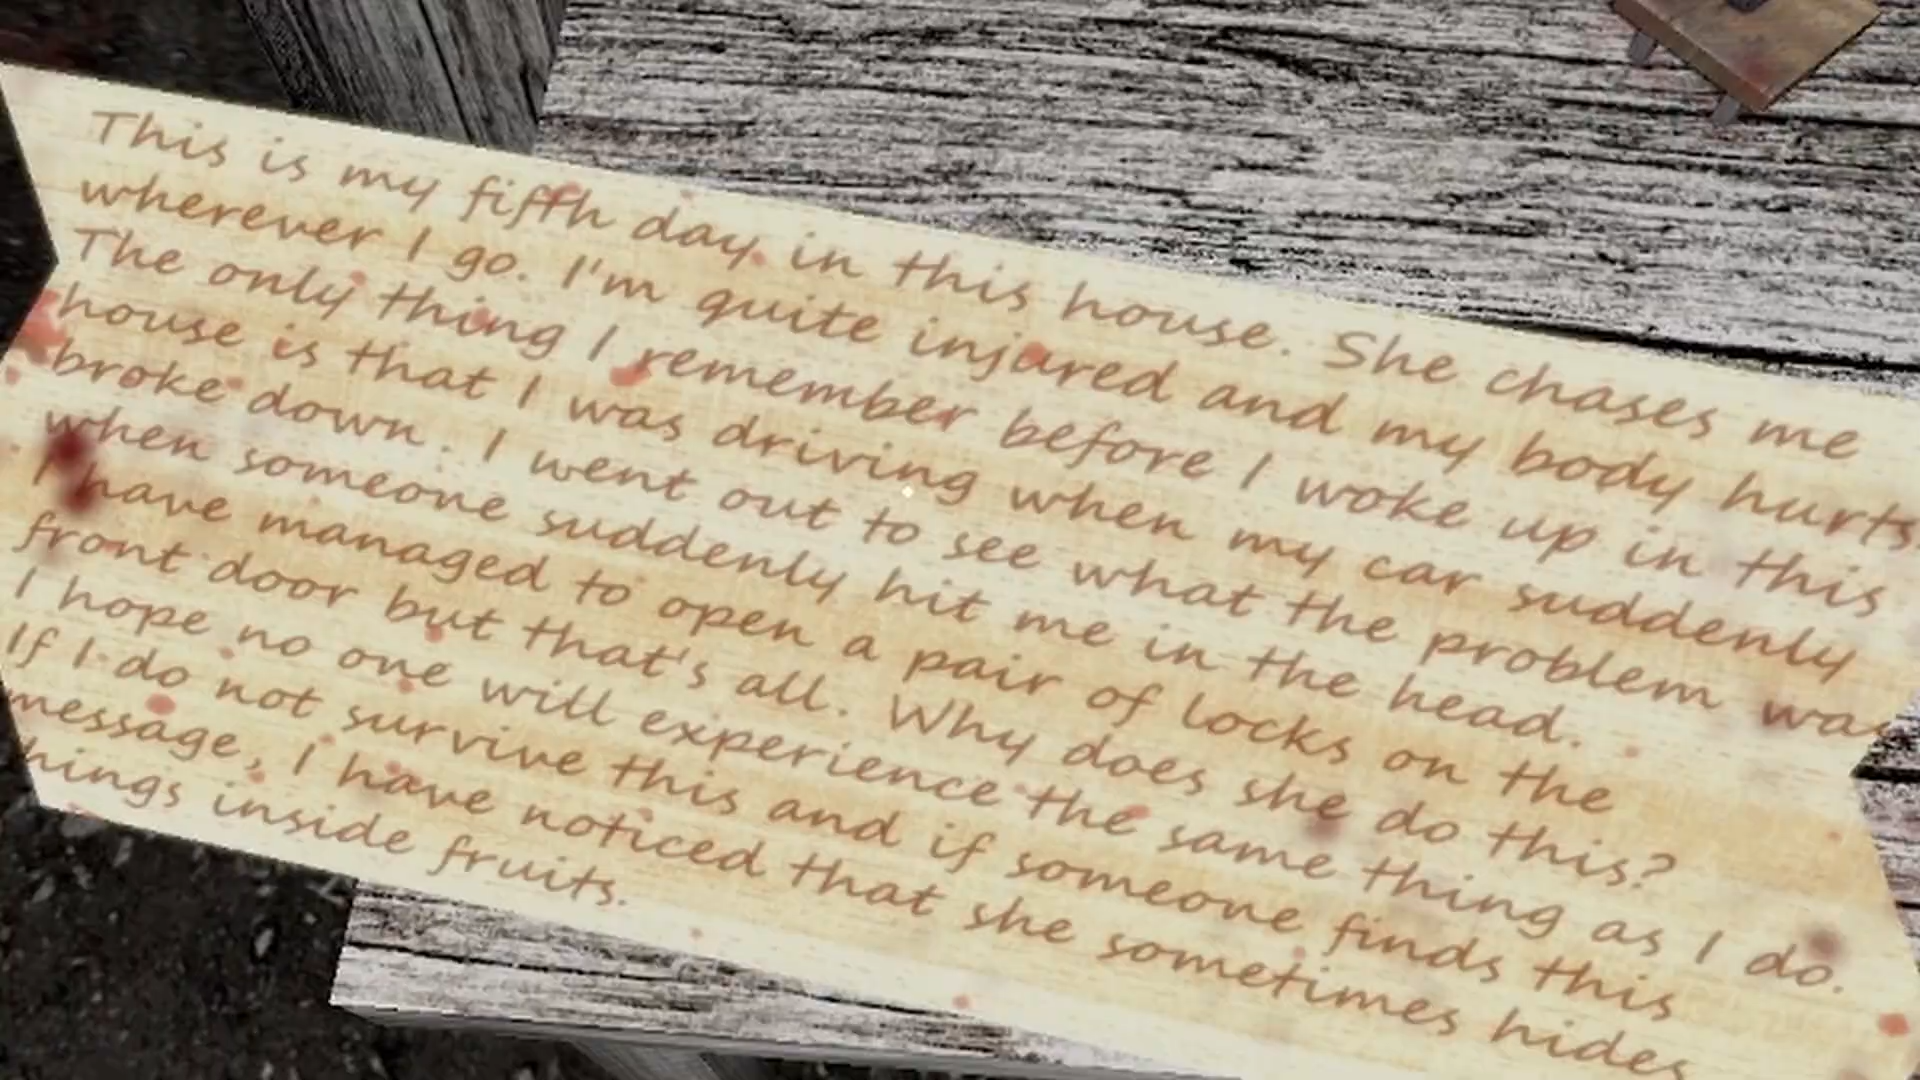 This is my fifth day in this house. She chases me
wherever I go. I'm quite injured and my body hurts.
The only thing I remember before I woke up in this
house is that I was driving when my car suddenly
broke down. I went out to see what the problem was
when someone suddenly hit me in the head.
I have managed to open a pair of locks on the
front door but that's all. Why does she do this?
I hope no one will experience the same thing as I do.
If I do not survive this and if someone finds this
message, I have noticed that she sometimes hides
things inside fruits.